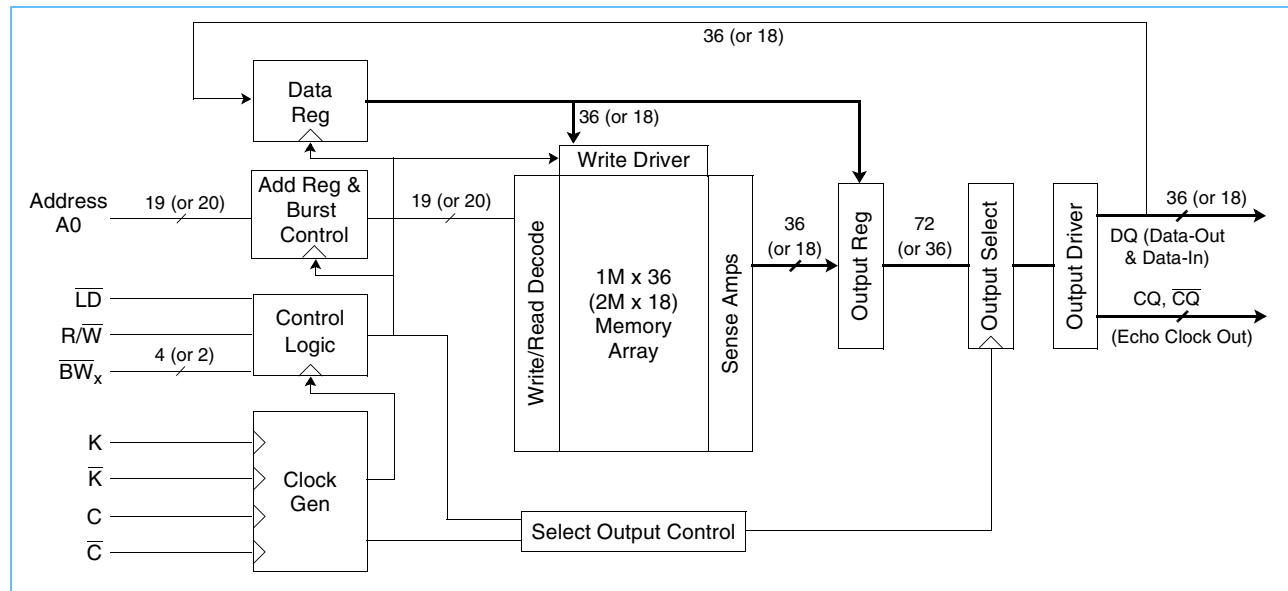 36 (or 18)
Data
Reg
36 (or 18)
Write Driver
Address
A0
19 (or 20)
Add Reg &
Burst
Control
19 (or 20)
Write/Read Decode
1M x 36
(2M x 18)
Memory
Array
Sense Amps
36
(or 18)
Output Reg
72
(or 36)
Output Select
Output Driver
36 (or 18)
DQ (Data-Out
& Data-In)
CQ, C̅Q̅
(Echo Clock Out)
L̅D̅
R/W̅
B̅W̅ₓ
4 (or 2)
Control
Logic
K
K̅
C
C̅
Clock
Gen
Select Output Control